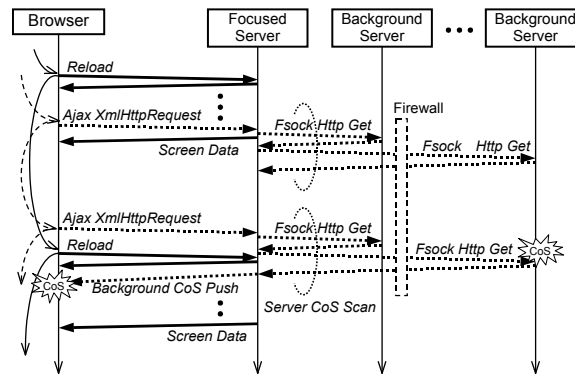 Browser
Focused
Server
Background
Server
Background
Server
Reload
Ajax XmlHttpRequest
Fsock Http Get
Firewall
Screen Data
Fsock Http Get
Ajax XmlHttpRequest
Fsock Http Get
Reload
Fsock Http Get
CoS
CoS
Background CoS Push
Server CoS Scan
Screen Data